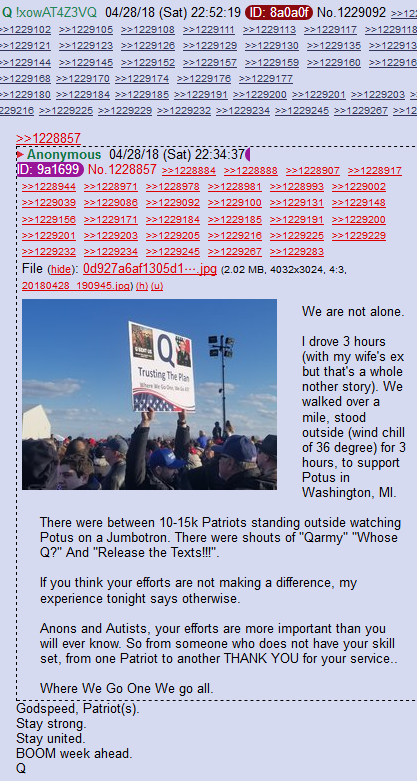 Q !xowAT4Z3VQ 04/28/18 (Sat) 22:52:19 ID: 8a0a0f No.1229092 >>12
>>1229102 >>1229105 >>1229108 >>1229111 >>1229113 >>1229117 >>1229118
>>1229121 >>1229123 >>1229126 >>1229129 >>1229130 >>1229135 >>12291
>>1229144 >>1229145 >>1229152 >>1229157 >>1229159 >>1229160 >>12291
>>1229168 >>1229170 >>1229174 >>1229176 >>1229177
>>1229180 >>1229184 >>1229185 >>1229191 >>1229200 >>1229201 >>1229203 >
229216 >>1229225 >>1229229 >>1229232 >>1229234 >>1229245 >>1229267 >>12
>>1228857
Anonymous 04/28/18 (Sat) 22:34:37
ID: 9a1699 No.1228857 >>1228884 >>1228888 >>1228907 >>1228917
>>1228944 >>1228971 >>1228978 >>1228981 >>1228993 >>1229002
>>1229039 >>1229086 >>1229092 >>1229100 >>1229131 >>1229148
>>1229156 >>1229171 >>1229184 >>1229185 >>1229191 >>1229200
>>1229201 >>1229203 >>1229205 >>1229216 >>1229225 >>1229229
>>1229232 >>1229234 >>1229245 >>1229267 >>1229283
File (hide): 0d927a6af1305d1⋯.jpg (2.02 MB, 4032x3024, 4:3,
20180428_190945.jpg) (h) (u)
Q
Trusting The Plan
Where We Go One, We Go All!
We are not alone.
I drove 3 hours
(with my wife's ex
but that's a whole
nother story). We
walked over a
mile, stood
outside (wind chill
of 36 degree) for 3
hours, to support
Potus in
Washington, MI.
There were between 10-15k Patriots standing outside watching
Potus on a Jumbotron. There were shouts of "Qarmy" "Whose
Q?" And "Release the Texts!!!".
If you think your efforts are not making a difference, my
experience tonight says otherwise.
Anons and Autists, your efforts are more important than you
will ever know. So from someone who does not have your skill
set, from one Patriot to another THANK YOU for your service..
Where We Go One We go all.
Godspeed, Patriot(s).
Stay strong.
Stay united.
BOOM week ahead.
Q